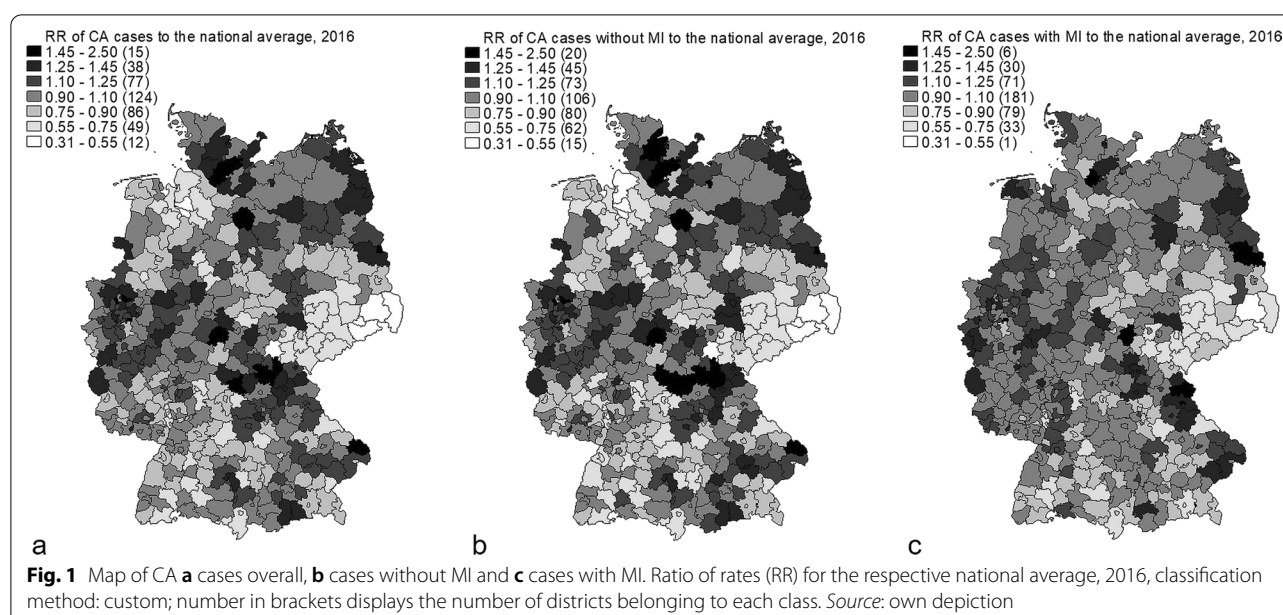 RR of CA cases to the national average, 2016
1.45 - 2.50 (15)
1.25 - 1.45 (38)
1.10 - 1.25 (77)
0.90 - 1.10 (124)
0.75 - 0.90 (86)
0.55 - 0.75 (49)
0.31 - 0.55 (12)
a
RR of CA cases without MI to the national average, 2016
1.45 - 2.50 (20)
1.25 - 1.45 (45)
1.10 - 1.25 (73)
0.90 - 1.10 (106)
0.75 - 0.90 (80)
0.55 - 0.75 (62)
0.31 - 0.55 (15)
b
RR of CA cases with MI to the national average, 2016
1.45 - 2.50 (6)
1.25 - 1.45 (30)
1.10 - 1.25 (71)
0.90 - 1.10 (181)
0.75 - 0.90 (79)
0.55 - 0.75 (33)
0.31 - 0.55 (1)
c
Fig. 1 Map of CA a cases overall, b cases without MI and c cases with MI. Ratio of rates (RR) for the respective national average, 2016, classification
method: custom; number in brackets displays the number of districts belonging to each class. Source: own depiction